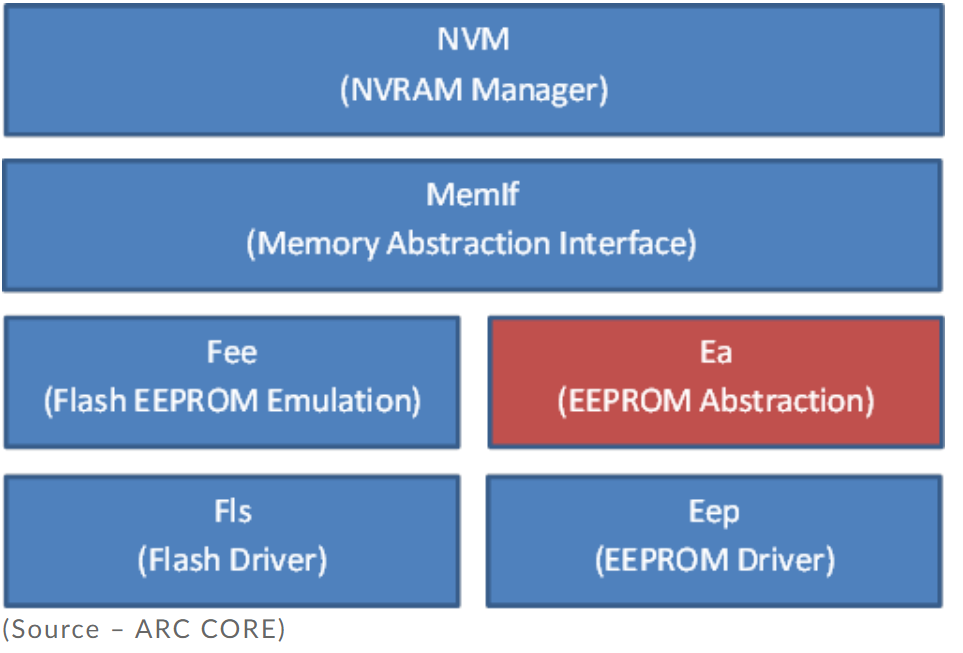 NVM
(NVRAM Manager)
MemIf
(Memory Abstraction Interface)
Fee
(Flash EEPROM Emulation)
Ea
(EEPROM Abstraction)
Fls
(Flash Driver)
Eep
(EEPROM Driver)
(Source – ARC CORE)